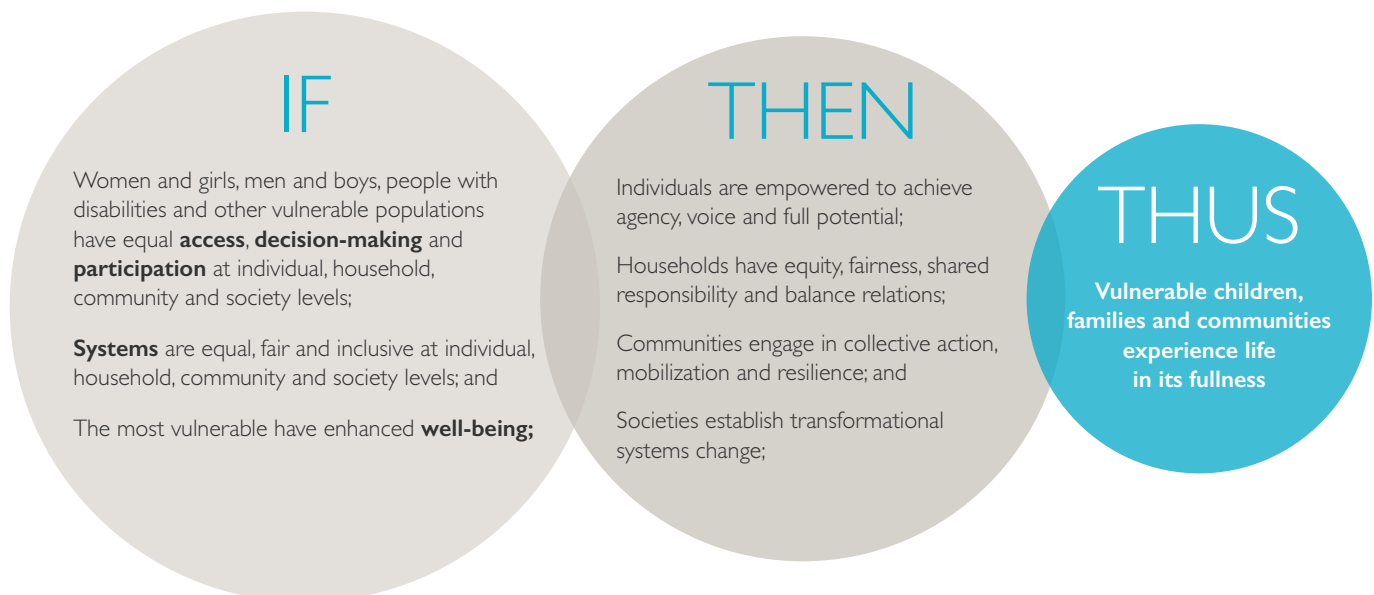 IF
Women and girls, men and boys, people with
disabilities and other vulnerable populations
have equal access, decision-making and
participation at individual, household,
community and society levels;
Systems are equal, fair and inclusive at individual,
household, community and society levels; and
The most vulnerable have enhanced well-being;
THEN
Individuals are empowered to achieve
agency, voice and full potential;
Households have equity, fairness, shared
responsibility and balance relations;
Communities engage in collective action,
mobilization and resilience; and
Societies establish transformational
systems change;
THUS
Vulnerable children,
families and communities
experience life
in its fullness